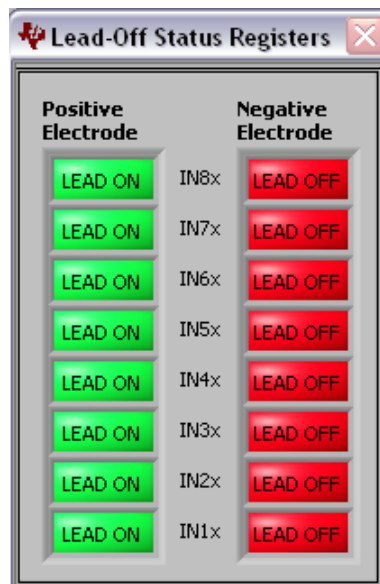 Lead-Off Status Registers
Positive Negative
Electrode Electrode
LEAD ON IN8x LEAD OFF
LEAD ON IN7x LEAD OFF
LEAD ON IN6x LEAD OFF
LEAD ON IN5x LEAD OFF
LEAD ON IN4x LEAD OFF
LEAD ON IN3x LEAD OFF
LEAD ON IN2x LEAD OFF
LEAD ON IN1x LEAD OFF